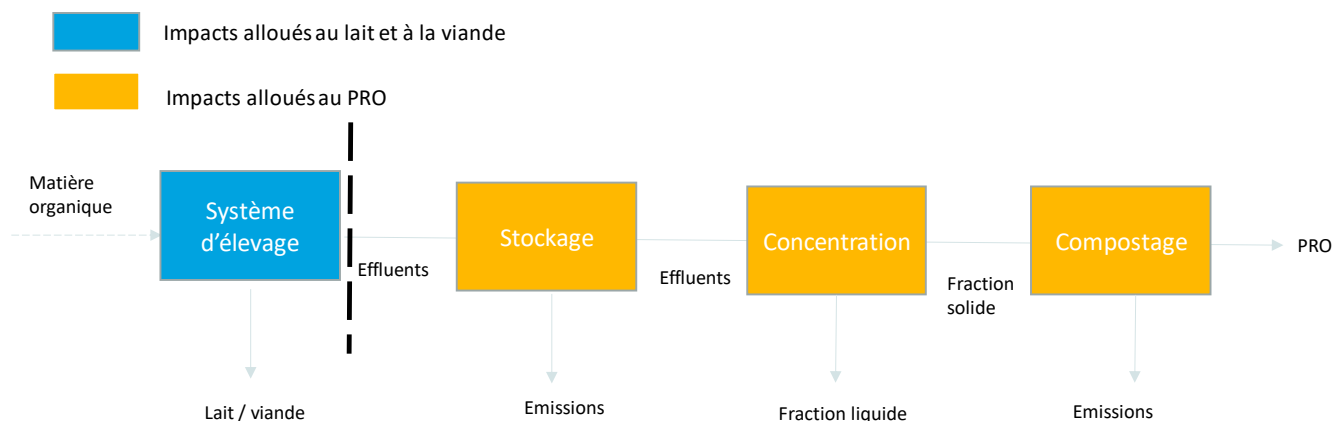 Impacts alloués au lait et à la viande
Impacts alloués au PRO
Matière
organique
Système
d'élevage
Effluents
Stockage
Effluents
Concentration
Fraction
solide
Compostage
PRO
Lait / viande
Emissions
Fraction liquide
Emissions